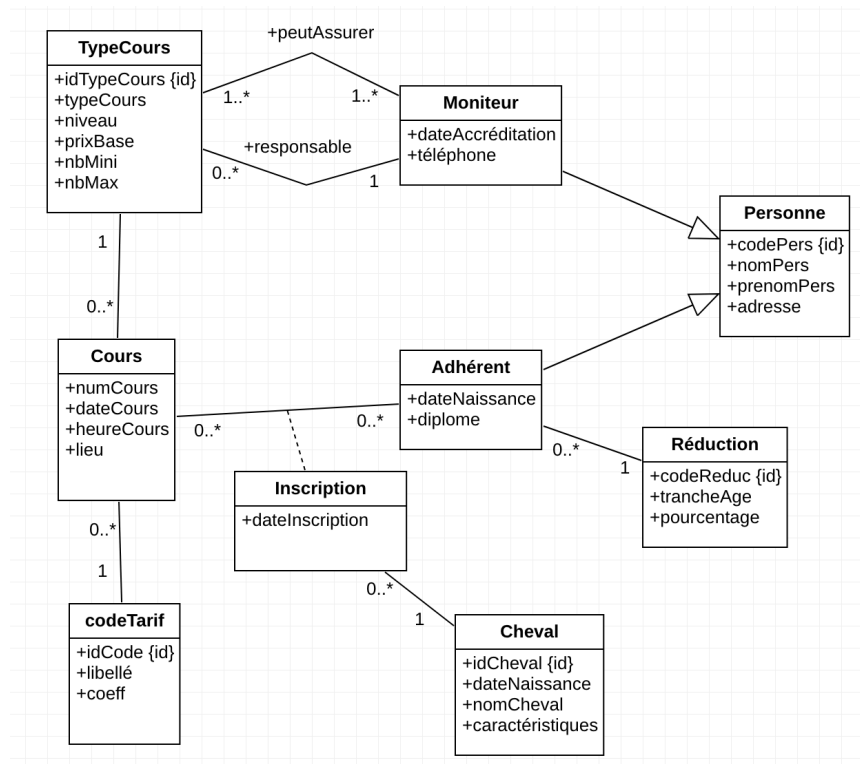 +peutAssurer
TypeCours
+idTypeCours {id}
+typeCours
+niveau
+prixBase
+nbMini
+nbMax
1..*
1..*
Moniteur
+dateAccréditation
+téléphone
+responsable
0..*
1
Personne
+codePers {id}
+nomPers
+prenomPers
+adresse
1
0..*
Cours
+numCours
+dateCours
+heureCours
+lieu
Adhérent
+dateNaissance
+diplome
0..*
0..*
0..*
1
Réduction
+codeReduc {id}
+trancheAge
+pourcentage
Inscription
+dateInscription
0..*
1
0..*
1
codeTarif
+idCode {id}
+libellé
+coeff
Cheval
+idCheval {id}
+dateNaissance
+nomCheval
+caractéristiques